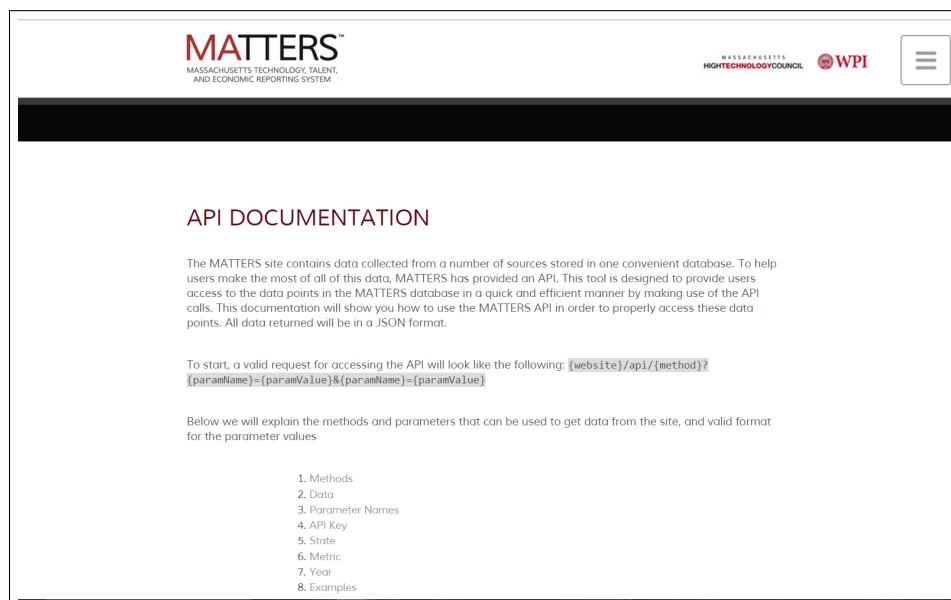 MATTERS™
MASSACHUSETTS TECHNOLOGY, TALENT,
AND ECONOMIC REPORTING SYSTEM
MASSACHUSETTS
HIGHTECHNOLOGYCOUNCIL
WPI
API DOCUMENTATION
The MATTERS site contains data collected from a number of sources stored in one convenient database. To help
users make the most of all of this data, MATTERS has provided an API. This tool is designed to provide users
access to the data points in the MATTERS database in a quick and efficient manner by making use of the API
calls. This documentation will show you how to use the MATTERS API in order to properly access these data
points. All data returned will be in a JSON format.
To start, a valid request for accessing the API will look like the following: {website}/api/{method}?
{paramName}={paramValue}&{paramName}={paramValue}
Below we will explain the methods and parameters that can be used to get data from the site, and valid format
for the parameter values
1. Methods
2. Data
3. Parameter Names
4. API Key
5. State
6. Metric
7. Year
8. Examples